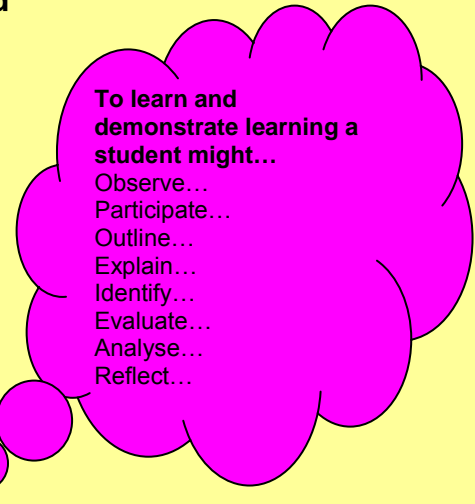 To learn and
demonstrate learning a
student might…
Observe…
Participate…
Outline…
Explain…
Identify…
Evaluate…
Analyse…
Reflect…